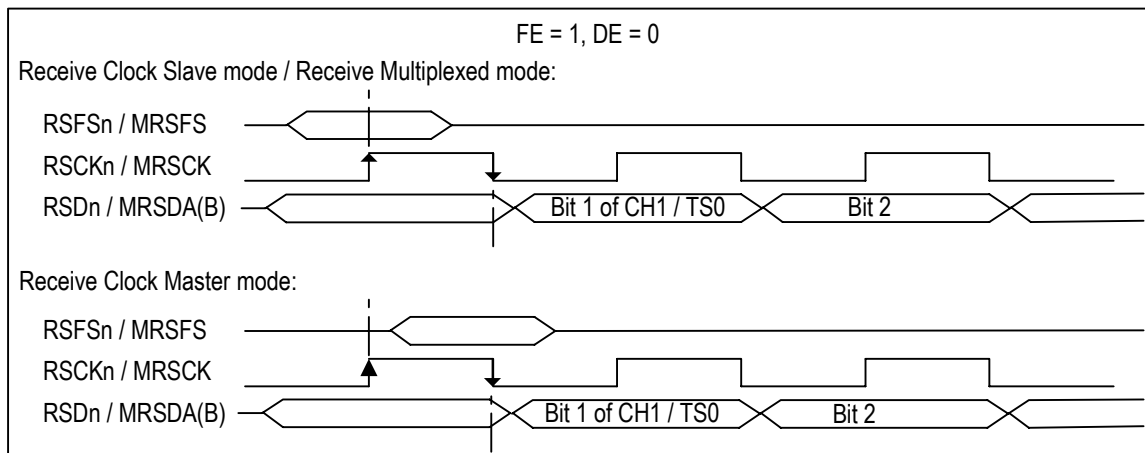 FE = 1, DE = 0
Receive Clock Slave mode / Receive Multiplexed mode:
RSFSn / MRSFS
RSCKn / MRSCK
RSDn / MRSDA(B)
Bit 1 of CH1 / TS0
Bit 2
Receive Clock Master mode:
RSFSn / MRSFS
RSCKn / MRSCK
RSDn / MRSDA(B)
Bit 1 of CH1 / TS0
Bit 2